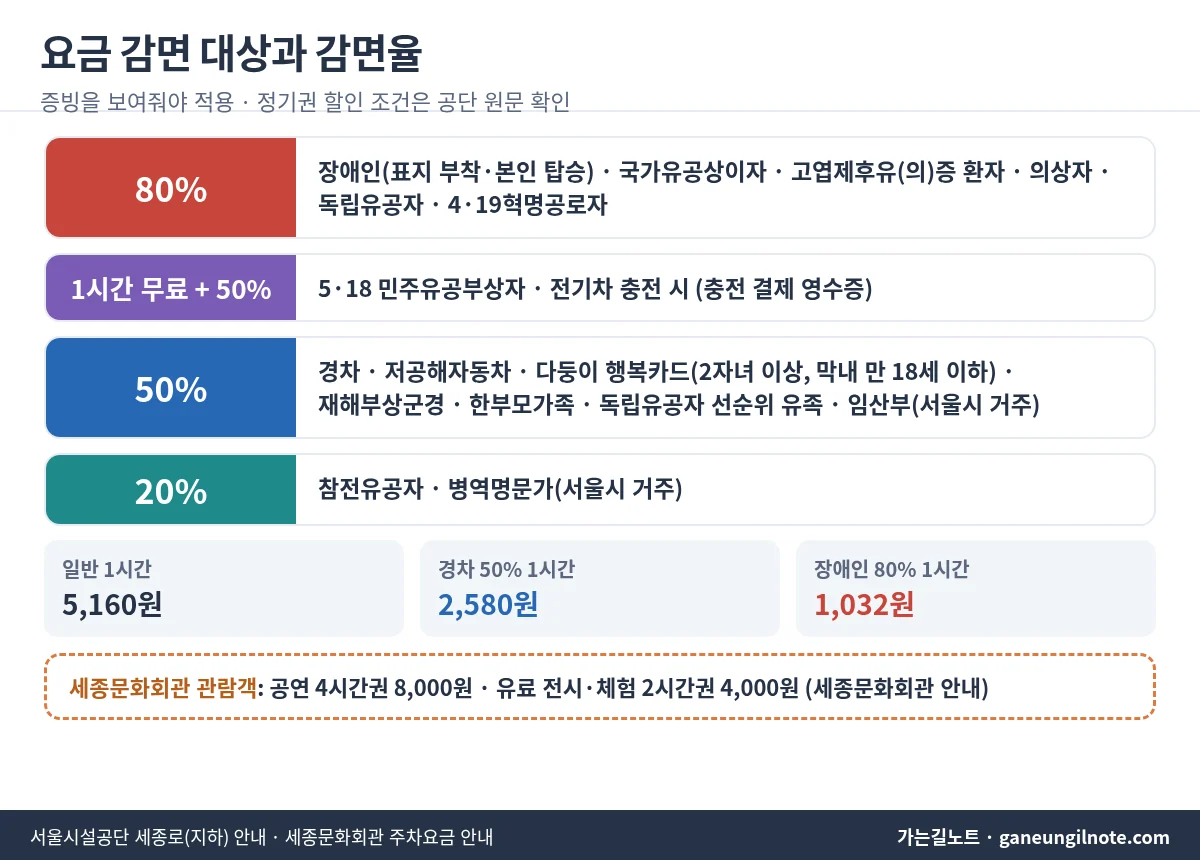 요금 감면 대상과 감면율
증빙을 보여줘야 적용 · 정기권 할인 조건은 공단 원문 확인
80%
장애인(표지 부착·본인 탑승) · 국가유공상이자 · 고엽제후유(의)증 환자 · 의상자 ·
독립유공자 · 4·19혁명공로자
1시간 무료 + 50%
5·18 민주유공부상자 · 전기차 충전 시 (충전 결제 영수증)
50%
경차 · 저공해자동차 · 다둥이 행복카드(2자녀 이상, 막내 만 18세 이하) ·
재해부상군경 · 한부모가족 · 독립유공자 선순위 유족 · 임산부(서울시 거주)
20%
참전유공자 · 병역명문가(서울시 거주)
일반 1시간
5,160원
경차 50% 1시간
2,580원
장애인 80% 1시간
1,032원
세종문화회관 관람객: 공연 4시간권 8,000원 · 유료 전시·체험 2시간권 4,000원 (세종문화회관 안내)
서울시설공단 세종로(지하) 안내 · 세종문화회관 주차요금 안내
가는길노트 · ganeungilnote.com